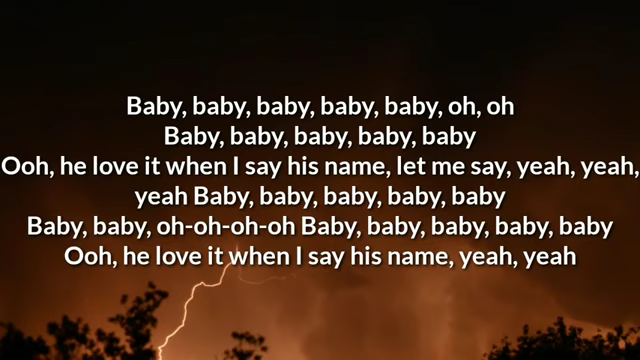 Baby, baby, baby, baby, baby, oh, oh
Baby, baby, baby, baby, baby
Ooh, he love it when I say his name, let me say, yeah, yeah,
yeah Baby, baby, baby, baby, baby
Baby, baby, oh-oh-oh-oh Baby, baby, baby, baby, baby
Ooh, he love it when I say his name, yeah, yeah